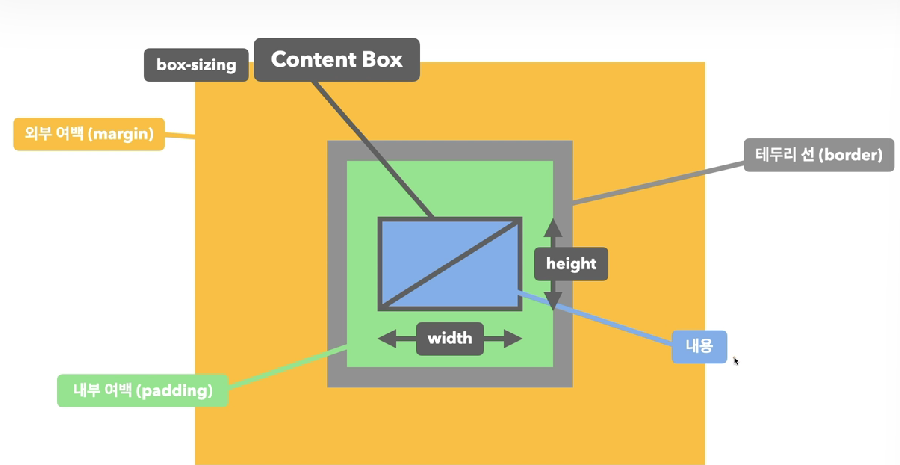 box-sizing
Content Box
외부 여백 (margin)
테두리 선 (border)
height
width
내용
내부 여백 (padding)